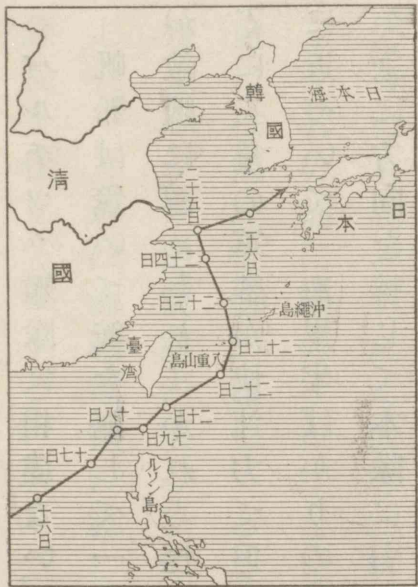 日本海
韓國
清國
日本
二十六日
二十五日
二十四日
二十三日
沖繩島
二十二日
八重山島
臺灣
二十一日
二十日
十九日
十八日
十七日
十六日
ルソン島